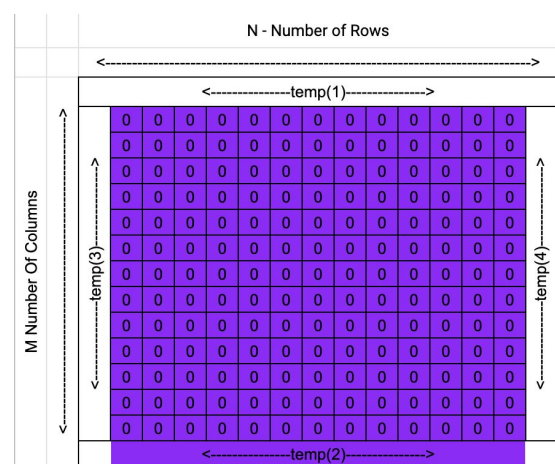 N - Number of Rows
<----------------------------------------------------------------------------->
<---------------temp(1)--------------->
0 0 0 0 0 0 0 0 0 0 0 0 0
0 0 0 0 0 0 0 0 0 0 0 0 0
0 0 0 0 0 0 0 0 0 0 0 0 0
0 0 0 0 0 0 0 0 0 0 0 0 0
0 0 0 0 0 0 0 0 0 0 0 0 0
0 0 0 0 0 0 0 0 0 0 0 0 0
0 0 0 0 0 0 0 0 0 0 0 0 0
0 0 0 0 0 0 0 0 0 0 0 0 0
0 0 0 0 0 0 0 0 0 0 0 0 0
0 0 0 0 0 0 0 0 0 0 0 0 0
0 0 0 0 0 0 0 0 0 0 0 0 0
0 0 0 0 0 0 0 0 0 0 0 0 0
0 0 0 0 0 0 0 0 0 0 0 0 0
<---------------temp(2)--------------->
M Number Of Columns
<---------------------------------------------------------->
<---------------temp(3)--------------->
<---------------temp(4)--------------->